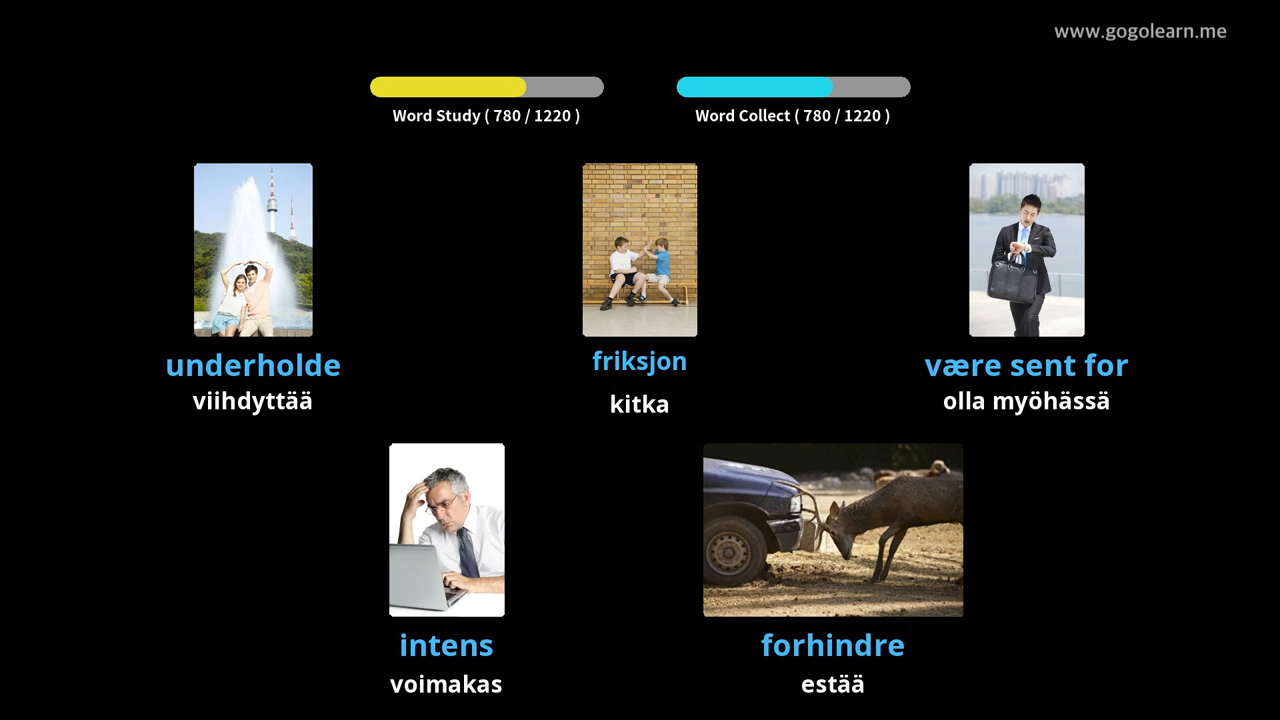 www.gogolearn.me
Word Study ( 780 / 1220 )
Word Collect ( 780 / 1220 )
underholde
viihdyttää
friksjon
kitka
være sent for
olla myöhässä
intens
voimakas
forhindre
estää